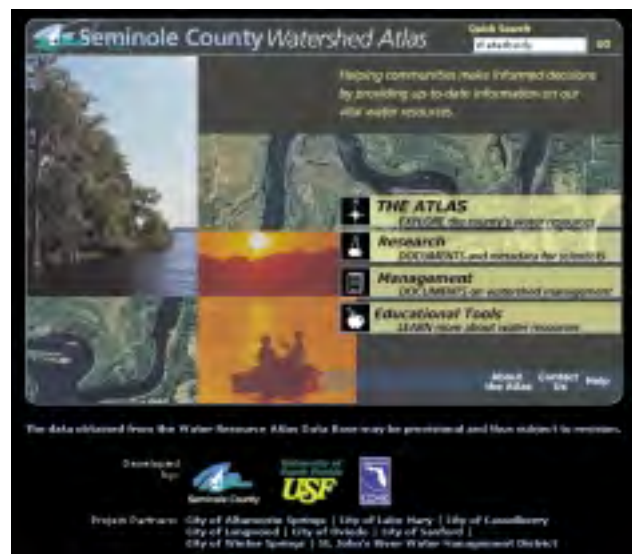 Seminole County Watershed Atlas
Quick Search
Waterbody
GO
Helping communities make informed decisions
by providing up-to-date information on our
vital water resources.
THE ATLAS
EXPLORE the county's water resources
Research
DOCUMENTS and metadata for scientists
Management
DOCUMENTS on watershed management
Educational Tools
LEARN more about water resources
About the Atlas
Contact Us
Help
The data obtained from the Water Resource Atlas Data Base may be provisional and thus subject to revision.
Developed by:
Seminole County
University of
South Florida
USF
Project Partners: City of Altamonte Springs | City of Lake Mary | City of Casselberry
City of Longwood | City of Oviedo | City of Sanford |
City of Winter Springs | St. John's River Water Management District